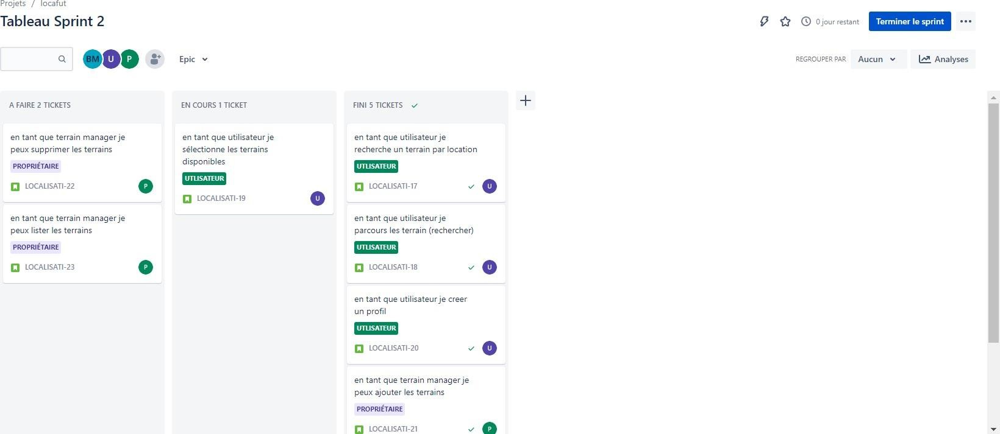 Projets / locafut
Tableau Sprint 2
0 jour restant
Terminer le sprint
BM U P
Epic
REGROUPER PAR
Aucun
Analyses
A FAIRE 2 TICKETS
en tant que terrain manager je
peux supprimer les terrains
PROPRIÉTAIRE
LOCALISATI-22
P
en tant que terrain manager je
peux lister les terrains
PROPRIÉTAIRE
LOCALISATI-23
P
EN COURS 1 TICKET
en tant que utilisateur je
sélectionne les terrains
disponibles
UTLISATEUR
LOCALISATI-19
U
FINI 5 TICKETS
en tant que utilisateur je
recherche un terrain par location
UTLISATEUR
LOCALISATI-17
U
en tant que utilisateur je
parcours les terrain (rechercher)
UTLISATEUR
LOCALISATI-18
U
en tant que utilisateur je creer
un profil
UTLISATEUR
LOCALISATI-20
U
en tant que terrain manager je
peux ajouter les terrains
PROPRIÉTAIRE
LOCALISATI-21
P